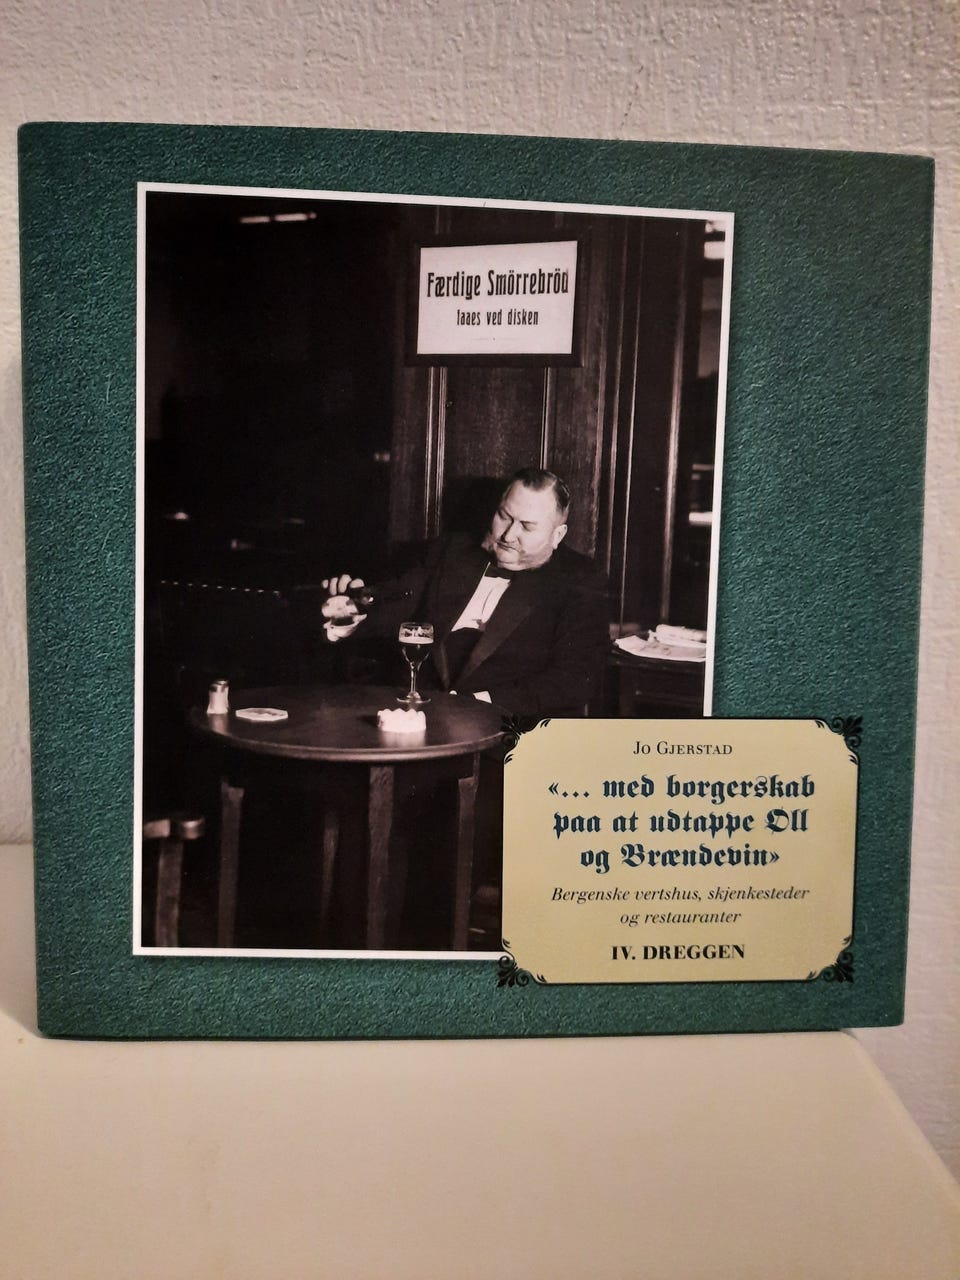 Færdige Smörrebröd
taaes ved disken
Jo Gjerstad
«... med borgerskab
paa at udtappe Øll
og Brændevin»
Bergenske vertshus, skjenkesteder
og restauranter
IV. DREGGEN